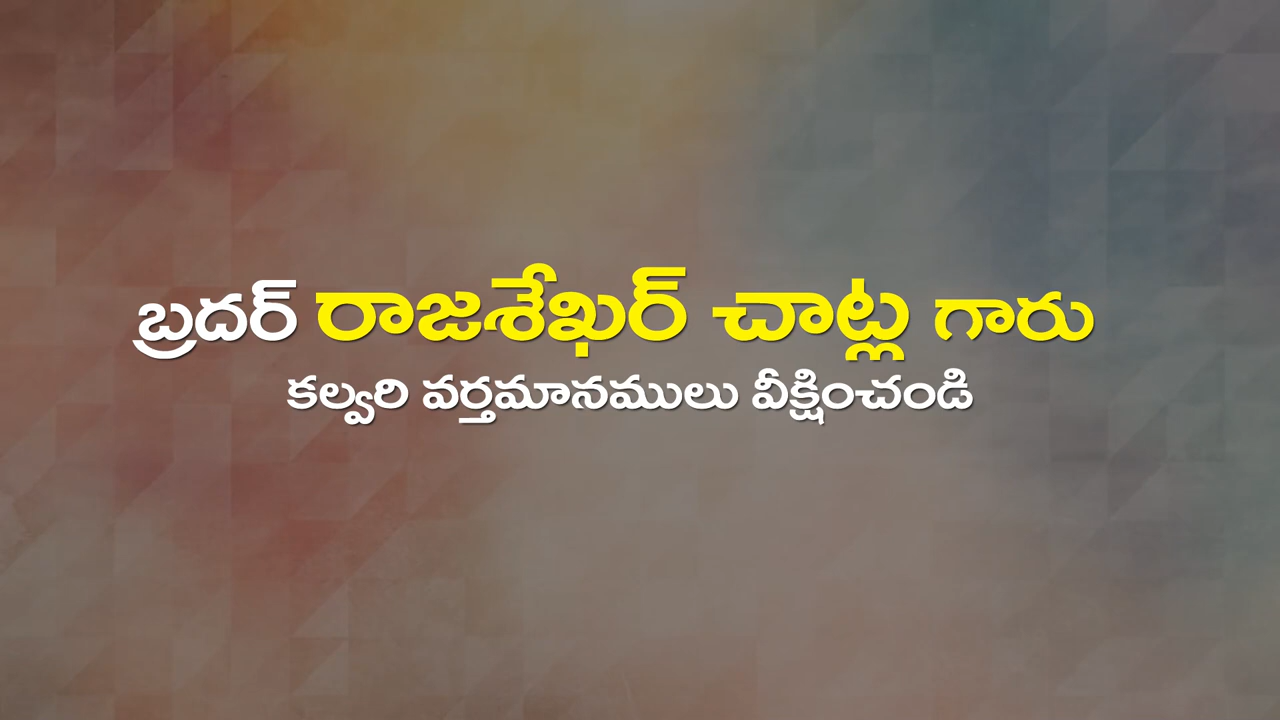 బ్రదర్ రాజశేఖర్ చాట్ల గారు
కల్వరి వర్తమానములు వీక్షించండి